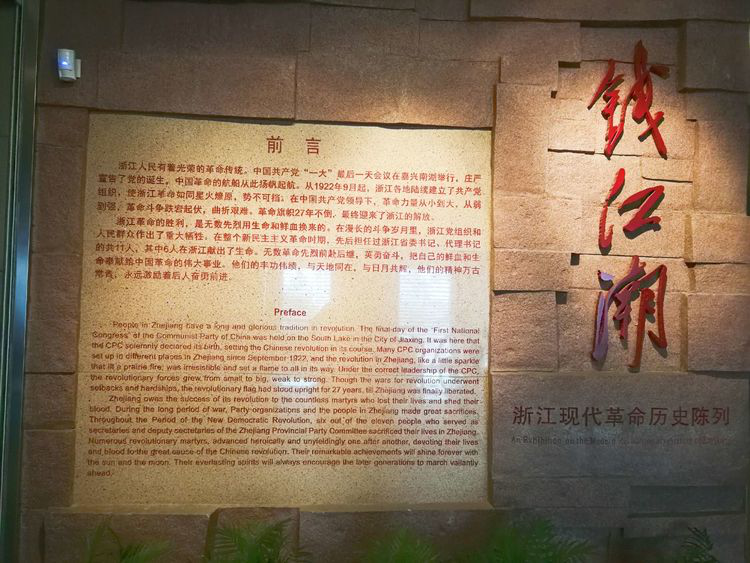 前言
浙江人民有着光荣的革命传统。中国共产党“一大”最后一天会议在嘉兴南湖举行，庄严
宣告了党的诞生，中国革命的航船从此扬帆起航。从1922年9月起，浙江各地陆续建立了共产党
组织，使浙江革命如同星火燎原，势不可挡。在中国共产党领导下，革命力量从小到大，从弱
到强，革命斗争跌宕起伏，曲折艰难。革命旗帜27年不倒，最终迎来了浙江的解放。
浙江革命的胜利，是无数先烈用生命和鲜血换来的。在漫长的斗争岁月里，浙江党组织和
人民群众作出了重大牺牲。在整个新民主主义革命时期，先后担任过浙江省委书记、代理书记
的共11人，其中6人在浙江献出了生命。无数革命先烈前赴后继，英勇奋斗，把自己的鲜血和生
命奉献给中国革命的伟大事业。他们的丰功伟绩，与天地同在，与日月共辉，他们的精神万古
常青，永远激励着后人奋勇前进。
Preface
People in Zhejiang have a long and glorious tradition in revolution. The final day of the "First National
Congress" of the Communist Party of China was held on the South Lake in the City of Jiaxing. It was here that
the CPC solemnly declared its birth, setting the Chinese revolution in its course. Many CPC organizations were
set up in different places in Zhejiang since September 1922, and the revolution in Zhejiang, like a little sparkle
that lit a prairie fire, was irresistible and set a flame to all in its way. Under the correct leadership of the CPC,
the revolutionary forces grew from small to big, weak to strong. Though the wars for revolution underwent
setbacks and hardships, the revolutionary flag had stood upright for 27 years, till Zhejiang was finally liberated.
Zhejiang owes the success of its revolution to the countless martyrs who lost their lives and shed their
blood. During the long period of war, Party organizations and the people in Zhejiang made great sacrifices.
Throughout the Period of the New Democratic Revolution, six out of the eleven people who served as
secretaries and deputy secretaries of the Zhejiang Provincial Party Committee sacrificed their lives in Zhejiang.
Numerous revolutionary martyrs, advanced heroically and unyieldingly one after another, devoting their lives
and blood to the great cause of the Chinese revolution. Their remarkable achievements will shine forever with
the sun and the moon. Their everlasting spirits will always encourage the later generations to march valiantly
ahead.
钱江潮
浙江现代革命历史陈列
An Exhibition on the Modern